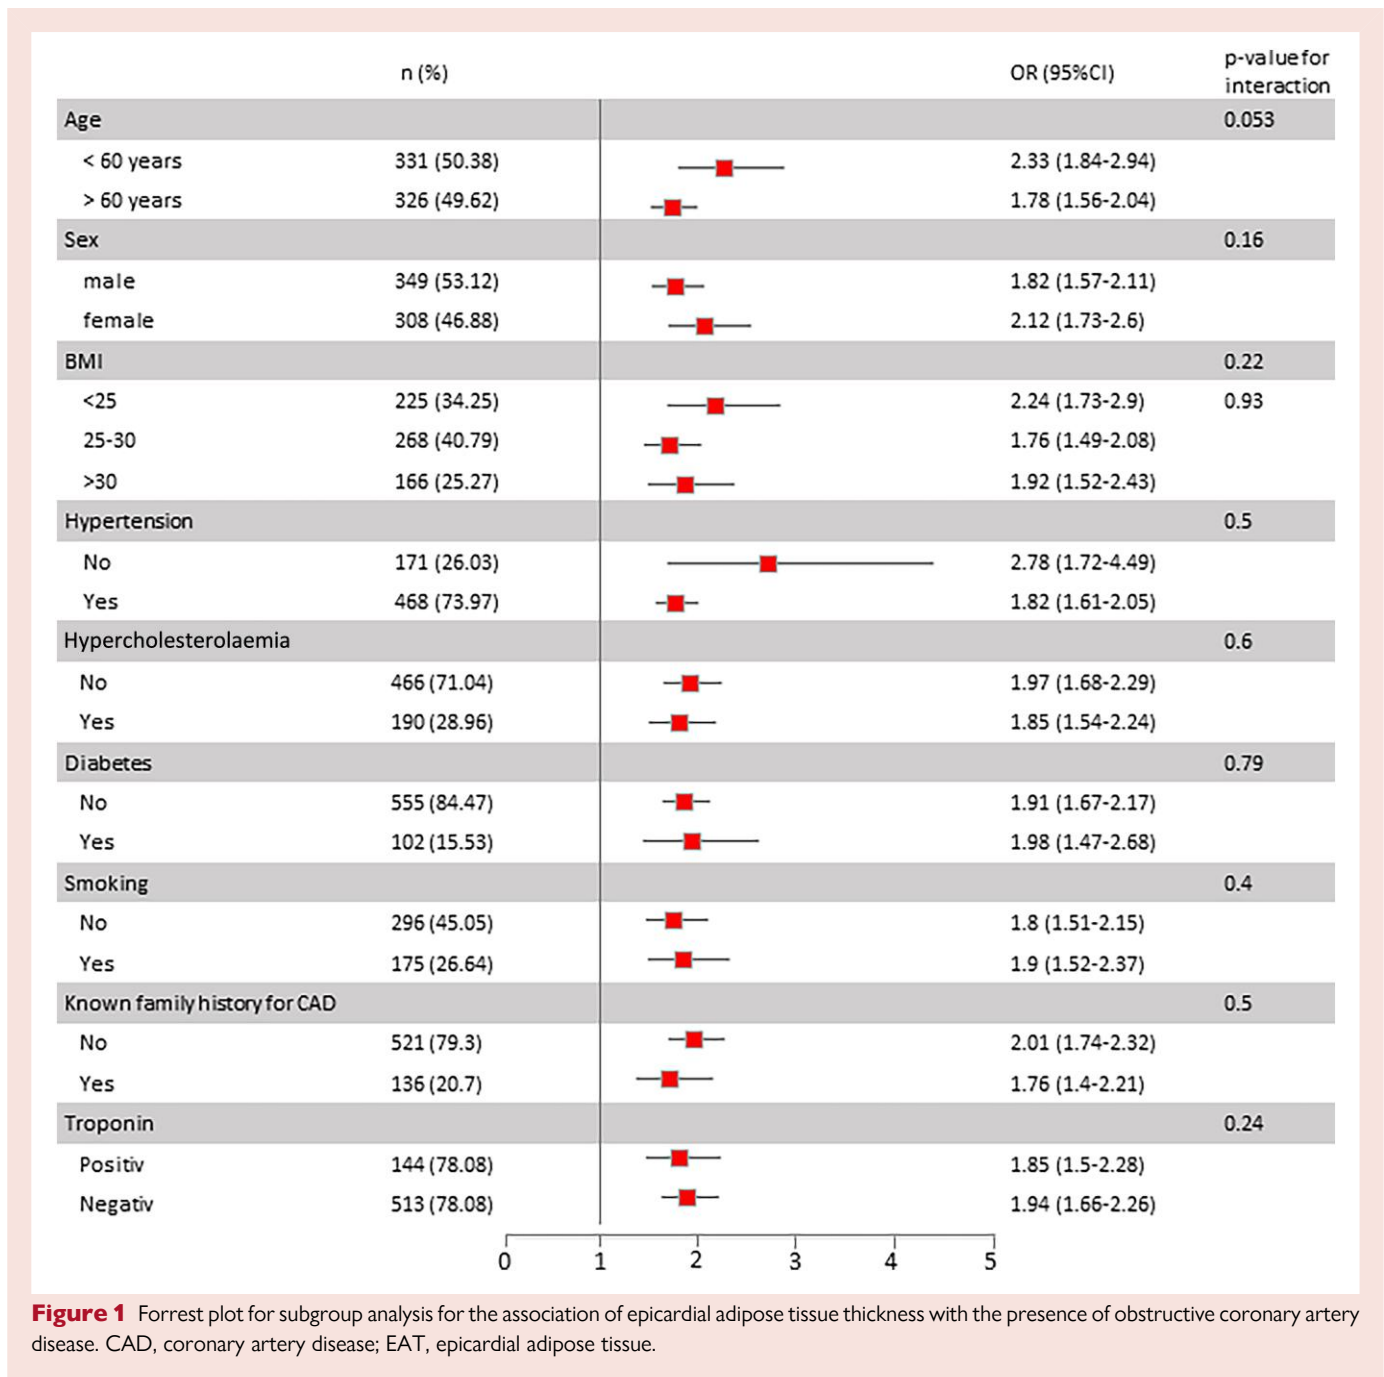 n (%) OR (95%CI) p-value for interaction
Age 0.053
< 60 years 331 (50.38) 2.33 (1.84-2.94)
> 60 years 326 (49.62) 1.78 (1.56-2.04)
Sex 0.16
male 349 (53.12) 1.82 (1.57-2.11)
female 308 (46.88) 2.12 (1.73-2.6)
BMI 0.22
<25 225 (34.25) 2.24 (1.73-2.9) 0.93
25-30 268 (40.79) 1.76 (1.49-2.08)
>30 166 (25.27) 1.92 (1.52-2.43)
Hypertension 0.5
No 171 (26.03) 2.78 (1.72-4.49)
Yes 468 (73.97) 1.82 (1.61-2.05)
Hypercholesterolaemia 0.6
No 466 (71.04) 1.97 (1.68-2.29)
Yes 190 (28.96) 1.85 (1.54-2.24)
Diabetes 0.79
No 555 (84.47) 1.91 (1.67-2.17)
Yes 102 (15.53) 1.98 (1.47-2.68)
Smoking 0.4
No 296 (45.05) 1.8 (1.51-2.15)
Yes 175 (26.64) 1.9 (1.52-2.37)
Known family history for CAD 0.5
No 521 (79.3) 2.01 (1.74-2.32)
Yes 136 (20.7) 1.76 (1.4-2.21)
Troponin 0.24
Positiv 144 (78.08) 1.85 (1.5-2.28)
Negativ 513 (78.08) 1.94 (1.66-2.26)
0 1 2 3 4 5
Figure 1 Forrest plot for subgroup analysis for the association of epicardial adipose tissue thickness with the presence of obstructive coronary artery
disease. CAD, coronary artery disease; EAT, epicardial adipose tissue.